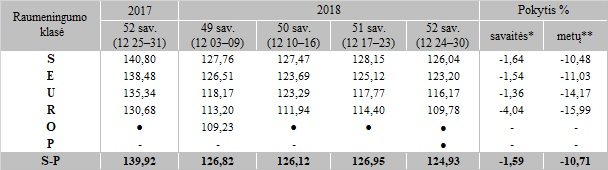 Raumeningumo klasė 2017 2018 Pokytis %
52 sav. (12 25–31) 49 sav. (12 03–09) 50 sav. (12 10–16) 51 sav. (12 17–23) 52 sav. (12 24–30) savaitės* metų**
S 140,80 127,76 127,47 128,15 126,04 -1,64 -10,48
E 138,48 126,51 123,69 125,12 123,20 -1,54 -11,03
U 135,34 118,17 123,29 117,77 116,17 -1,36 -14,17
R 130,68 113,20 111,94 114,40 109,78 -4,04 -15,99
O ● 109,23 ● ● ● - -
P - - - - ● - -
S-P 139,92 126,82 126,12 126,95 124,93 -1,59 -10,71